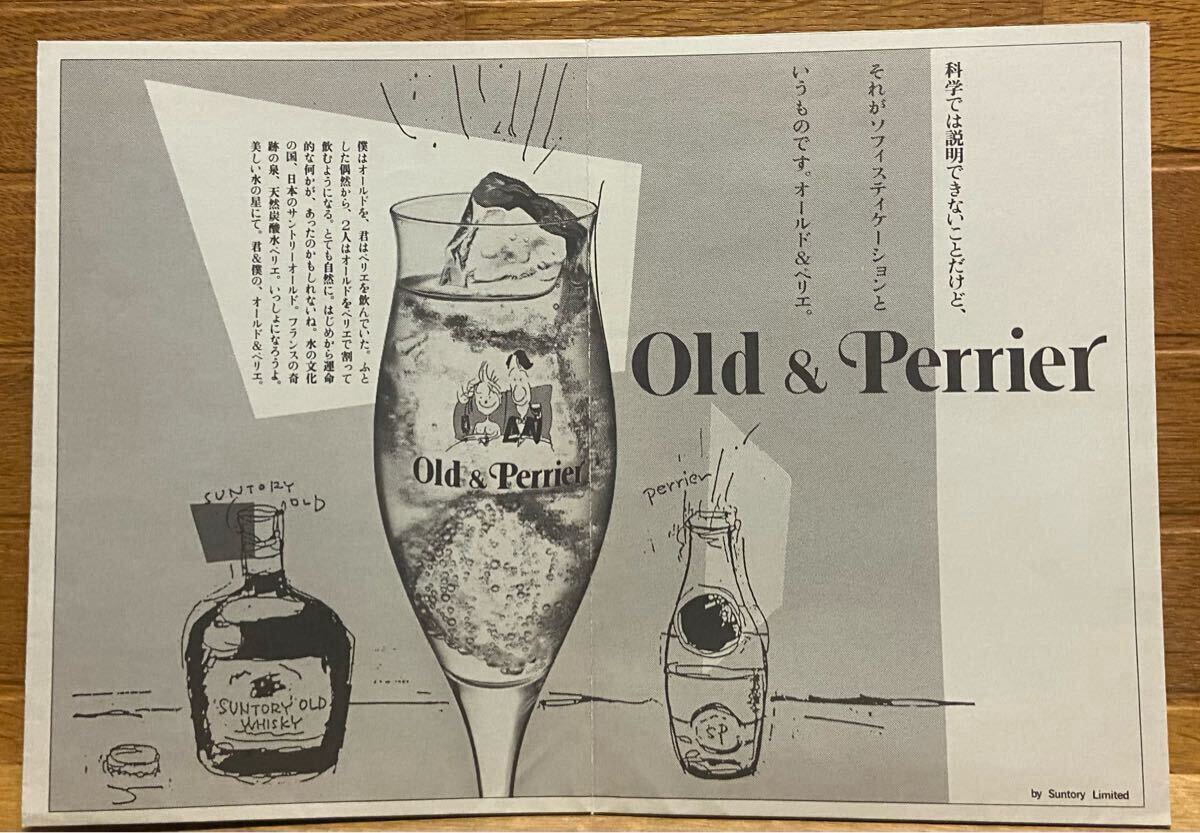 科学では説明できないことだけど、
それがソフィスティケーションと
いうものです。オールド&ペリエ。
Old & Perrier
僕はオールドを、君はペリエを飲んでいた。ふと
した偶然から、2人はオールドをペリエで割って
飲むようになる。とても自然に。はじめから運命
的な何かが、あったのかもしれないね。水の文化
の国、日本のサントリーオールド。フランスの奇
跡の泉、天然炭酸水ペリエ。いっしょになろうよ。
美しい水の星にて。君&僕の、オールド&ペリエ。
Old & Perrier
SUNTORY
OLD
SUNTORY OLD
WHISKY
perrier
SP
by Suntory Limited